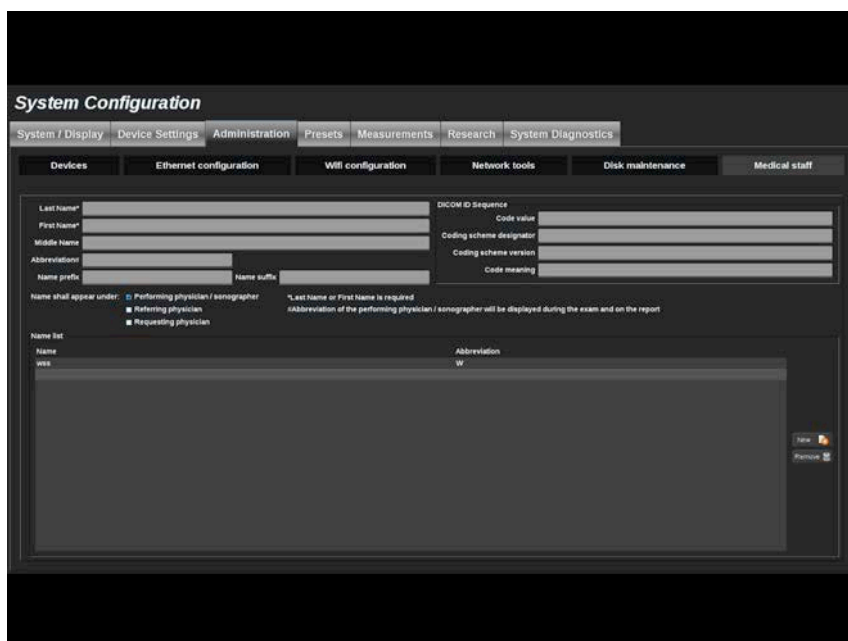 System Configuration
System / Display Device Settings Administration Presets Measurements Research System Diagnostics
Devices Ethernet configuration Wifi configuration Network tools Disk maintenance Medical staff
Last Name*
First Name*
Middle Name
Abbreviation#
Name prefix Name suffix
DICOM ID Sequence
Code value
Coding scheme designator
Coding scheme version
Code meaning
Name shall appear under: Performing physician / sonographer *Last Name or First Name is required
Referring physician #Abbreviation of the performing physician / sonographer will be displayed during the exam and on the report
Requesting physician
Name list
Name Abbreviation
wss W
New
Remove